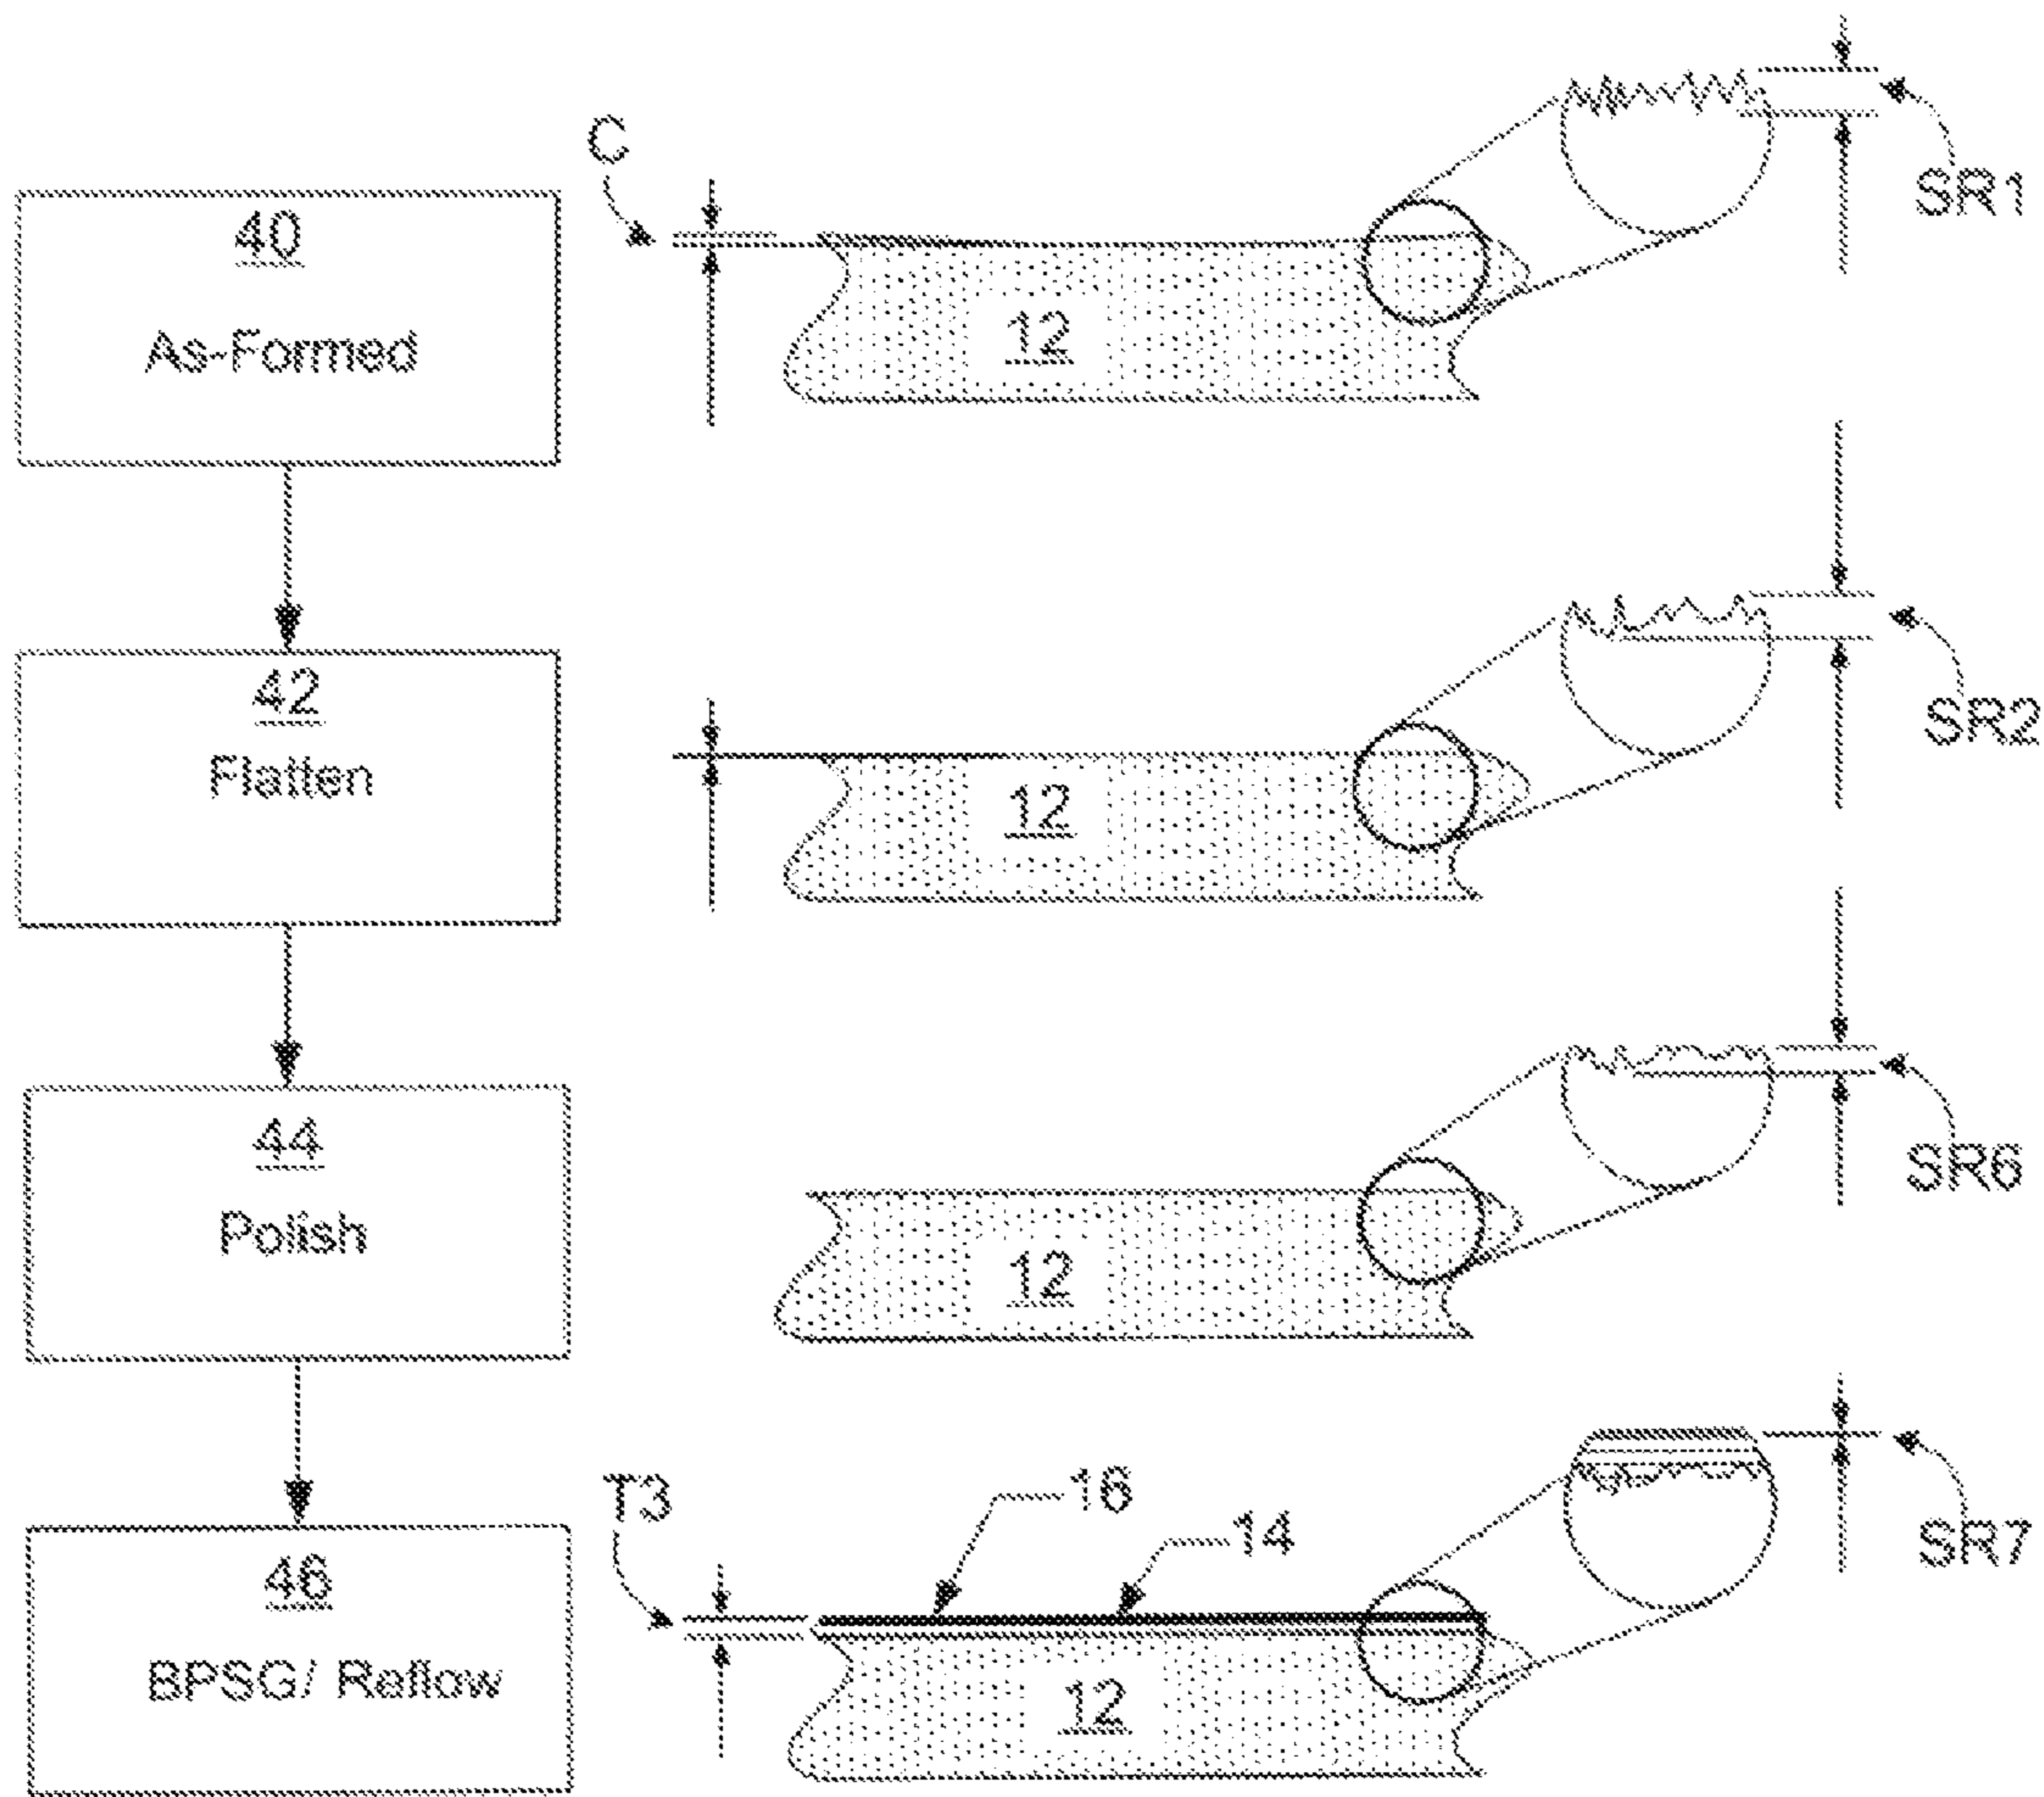 C
SR1
40
As-Formed
12
SR2
42
Flatten
12
SR6
44
Polish
12
T3
16
14
SR7
46
BPSG/ Reflow
12